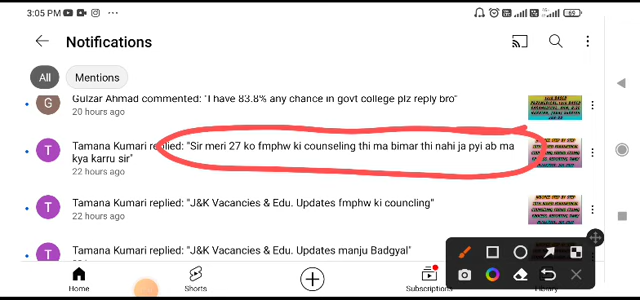 3:05 PM
69
Notifications
All
Mentions
G
Gulzar Ahmad commented: "I have 83.8% any chance in govt college plz reply bro"
20 hours ago
T
Tamana Kumari replied: "Sir meri 27 ko fmphw ki counseling thi ma bimar thi nahi ja pyi ab ma
kya karru sir"
22 hours ago
T
Tamana Kumari replied: "J&K Vacancies & Edu. Updates fmphw ki councling"
22 hours ago
T
Tamana Kumari replied: "J&K Vacancies & Edu. Updates manju Badgyal"
Home
Shorts
Subscriptions
Library